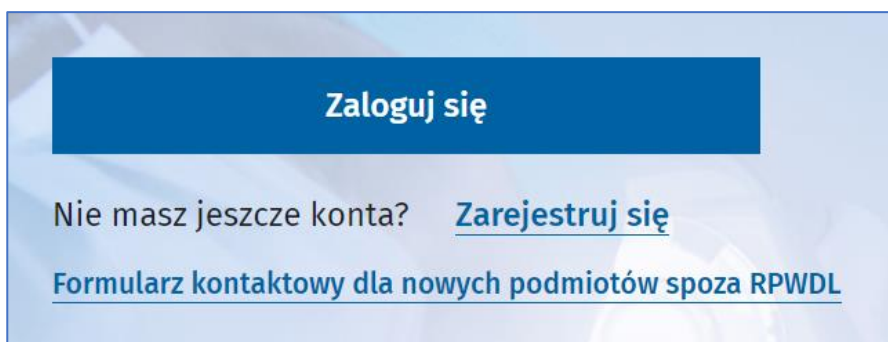 Zaloguj się
Nie masz jeszcze konta? Zarejestruj się
Formularz kontaktowy dla nowych podmiotów spoza RPWDL